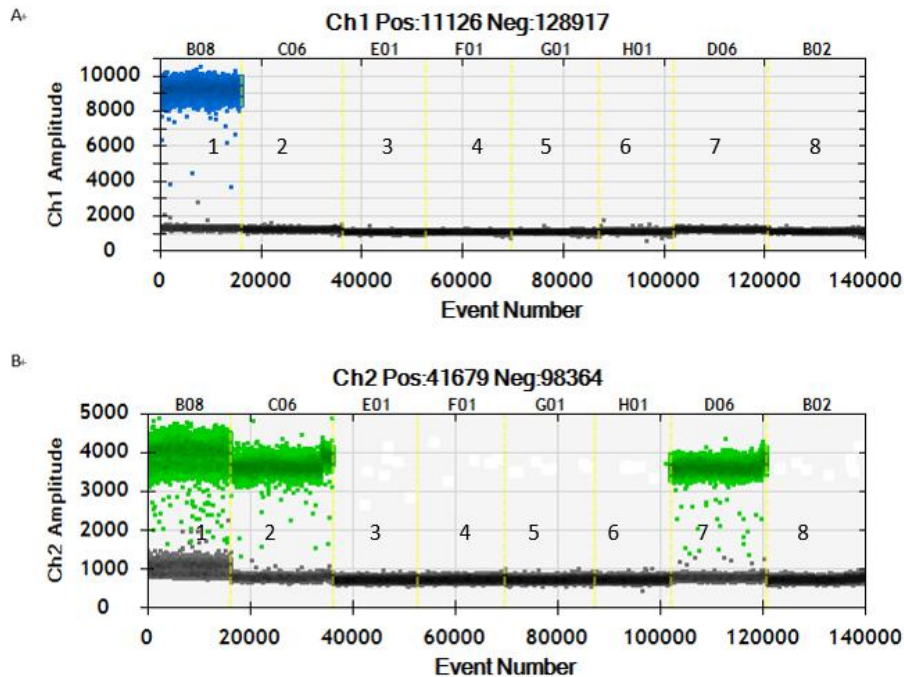 A
Ch1 Pos:11126 Neg:128917
B08 C06 E01 F01 G01 H01 D06 B02
Ch1 Amplitude
10000
8000
6000
4000
2000
0
1 2 3 4 5 6 7 8
0 20000 40000 60000 80000 100000 120000 140000
Event Number
B
Ch2 Pos:41679 Neg:98364
B08 C06 E01 F01 G01 H01 D06 B02
Ch2 Amplitude
5000
4000
3000
2000
1000
0
1 2 3 4 5 6 7 8
0 20000 40000 60000 80000 100000 120000 140000
Event Number